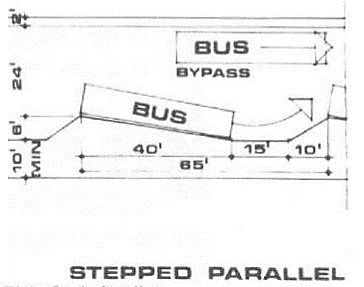 2'
BUS
BYPASS
24'
BUS
6'
10' MIN
40' 15' 10'
65'
STEPPED PARALLEL